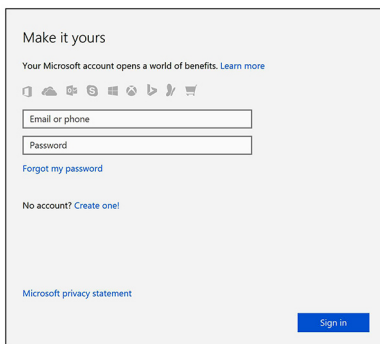 Make it yours
Your Microsoft account opens a world of benefits. Learn more
Email or phone
Password
Forgot my password
No account? Create one!
Microsoft privacy statement
Sign in